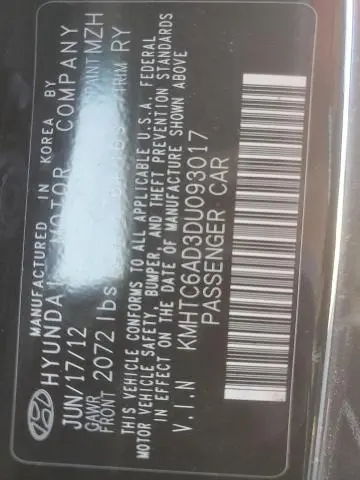 MANUFACTURED IN KOREA BY
HYUNDAI MOTOR COMPANY
JUN/17/12 PAINT MZH
GAWR
FRONT 2072 lbs TRIM RY
THIS VEHICLE CONFORMS TO ALL APPLICABLE U.S.A. FEDERAL
MOTOR VEHICLE SAFETY, BUMPER, AND THEFT PREVENTION STANDARDS
IN EFFECT ON THE DATE OF MANUFACTURE SHOWN ABOVE
V.I.N KMHTC6AD3DU093017
PASSENGER CAR